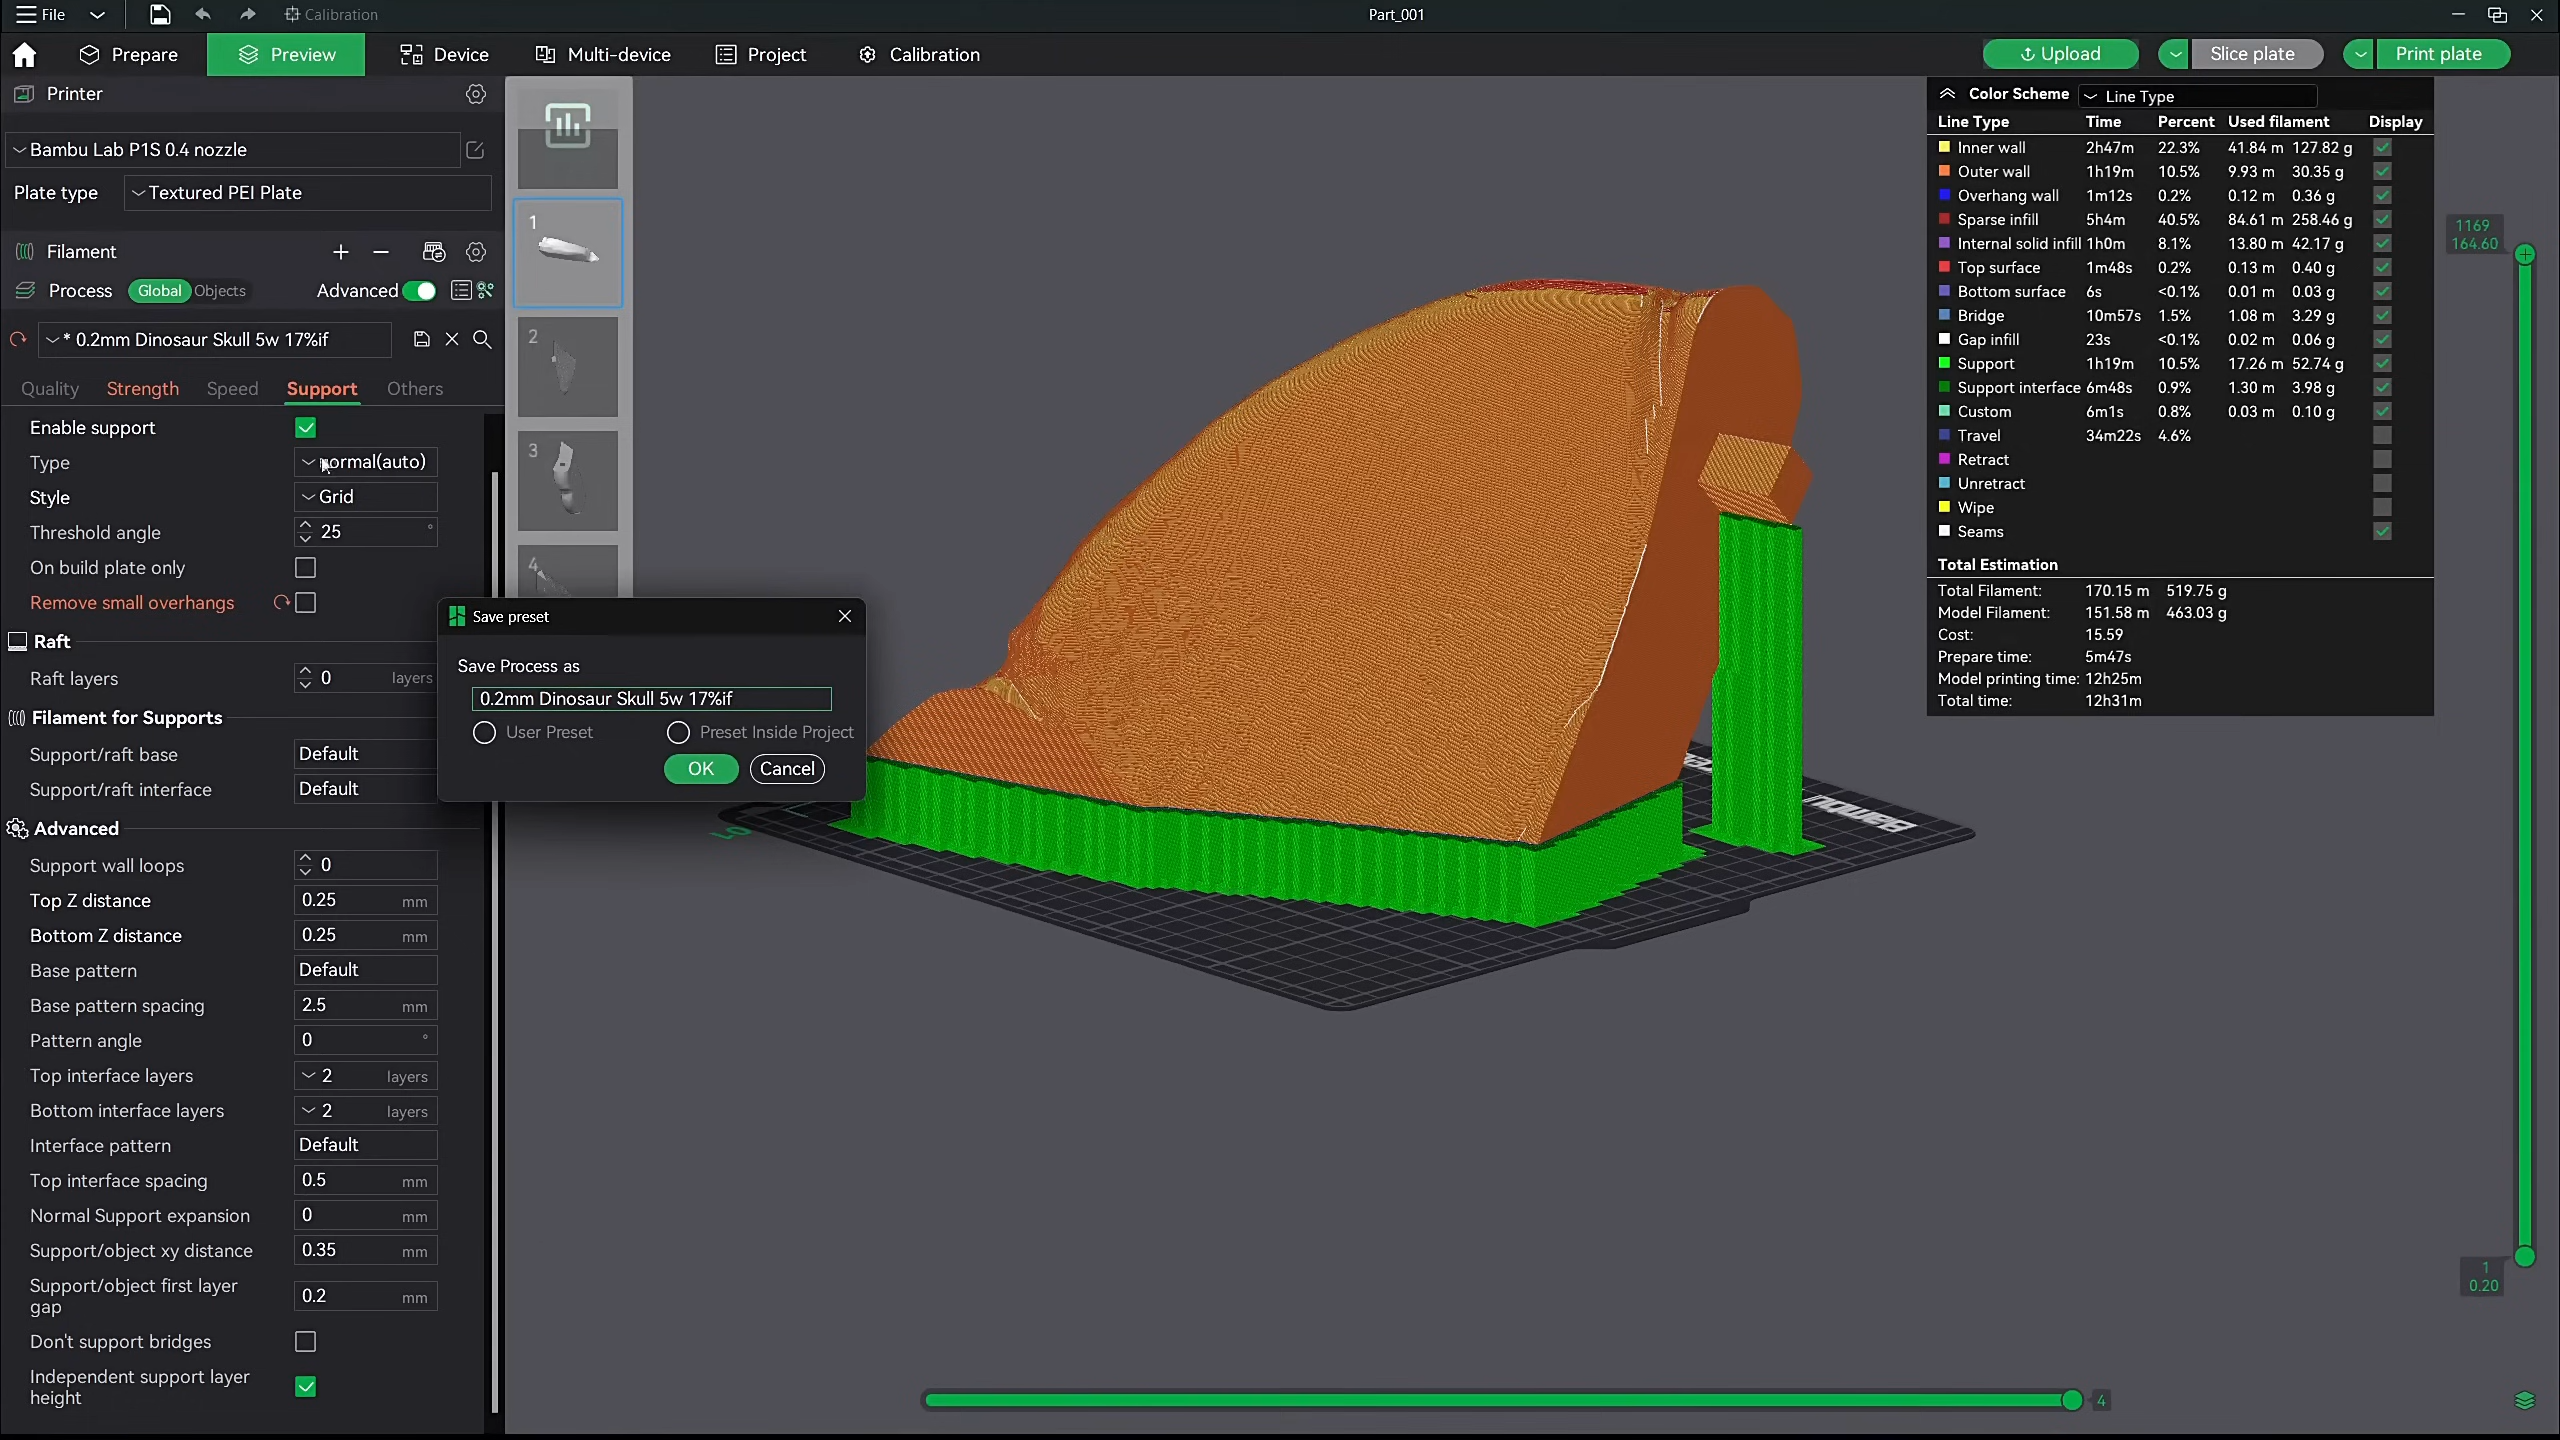 File
Calibration
Part_001
Prepare
Preview
Device
Multi-device
Project
Calibration
Upload
Slice plate
Print plate
Printer
Bambu Lab P1S 0.4 nozzle
Plate type
Textured PEI Plate
Filament
Process Global Objects Advanced
* 0.2mm Dinosaur Skull 5w 17%if
Quality Strength Speed Support Others
Enable support
Type normal(auto)
Style Grid
Threshold angle 25 °
On build plate only
Remove small overhangs
Raft
Raft layers 0 layers
Filament for Supports
Support/raft base Default
Support/raft interface Default
Advanced
Support wall loops 0
Top Z distance 0.25 mm
Bottom Z distance 0.25 mm
Base pattern Default
Base pattern spacing 2.5 mm
Pattern angle 0 °
Top interface layers 2 layers
Bottom interface layers 2 layers
Interface pattern Default
Top interface spacing 0.5 mm
Normal Support expansion 0 mm
Support/object xy distance 0.35 mm
Support/object first layer
gap 0.2 mm
Don't support bridges
Independent support layer
height
1
2
3
4
Save preset
Save Process as
0.2mm Dinosaur Skull 5w 17%if
User Preset Preset Inside Project
OK Cancel
Color Scheme Line Type
Line Type Time Percent Used filament Display
Inner wall 2h47m 22.3% 41.84 m 127.82 g
Outer wall 1h19m 10.5% 9.93 m 30.35 g
Overhang wall 1m12s 0.2% 0.12 m 0.36 g
Sparse infill 5h4m 40.5% 84.61 m 258.46 g
Internal solid infill 1h0m 8.1% 13.80 m 42.17 g
Top surface 1m48s 0.2% 0.13 m 0.40 g
Bottom surface 6s <0.1% 0.01 m 0.03 g
Bridge 10m57s 1.5% 1.08 m 3.29 g
Gap infill 23s <0.1% 0.02 m 0.06 g
Support 1h19m 10.5% 17.26 m 52.74 g
Support interface 6m48s 0.9% 1.30 m 3.98 g
Custom 6m1s 0.8% 0.03 m 0.10 g
Travel 34m22s 4.6%
Retract
Unretract
Wipe
Seams
Total Estimation
Total Filament: 170.15 m 519.75 g
Model Filament: 151.58 m 463.03 g
Cost: 15.59
Prepare time: 5m47s
Model printing time: 12h25m
Total time: 12h31m
1169
164.60
1
0.20
4